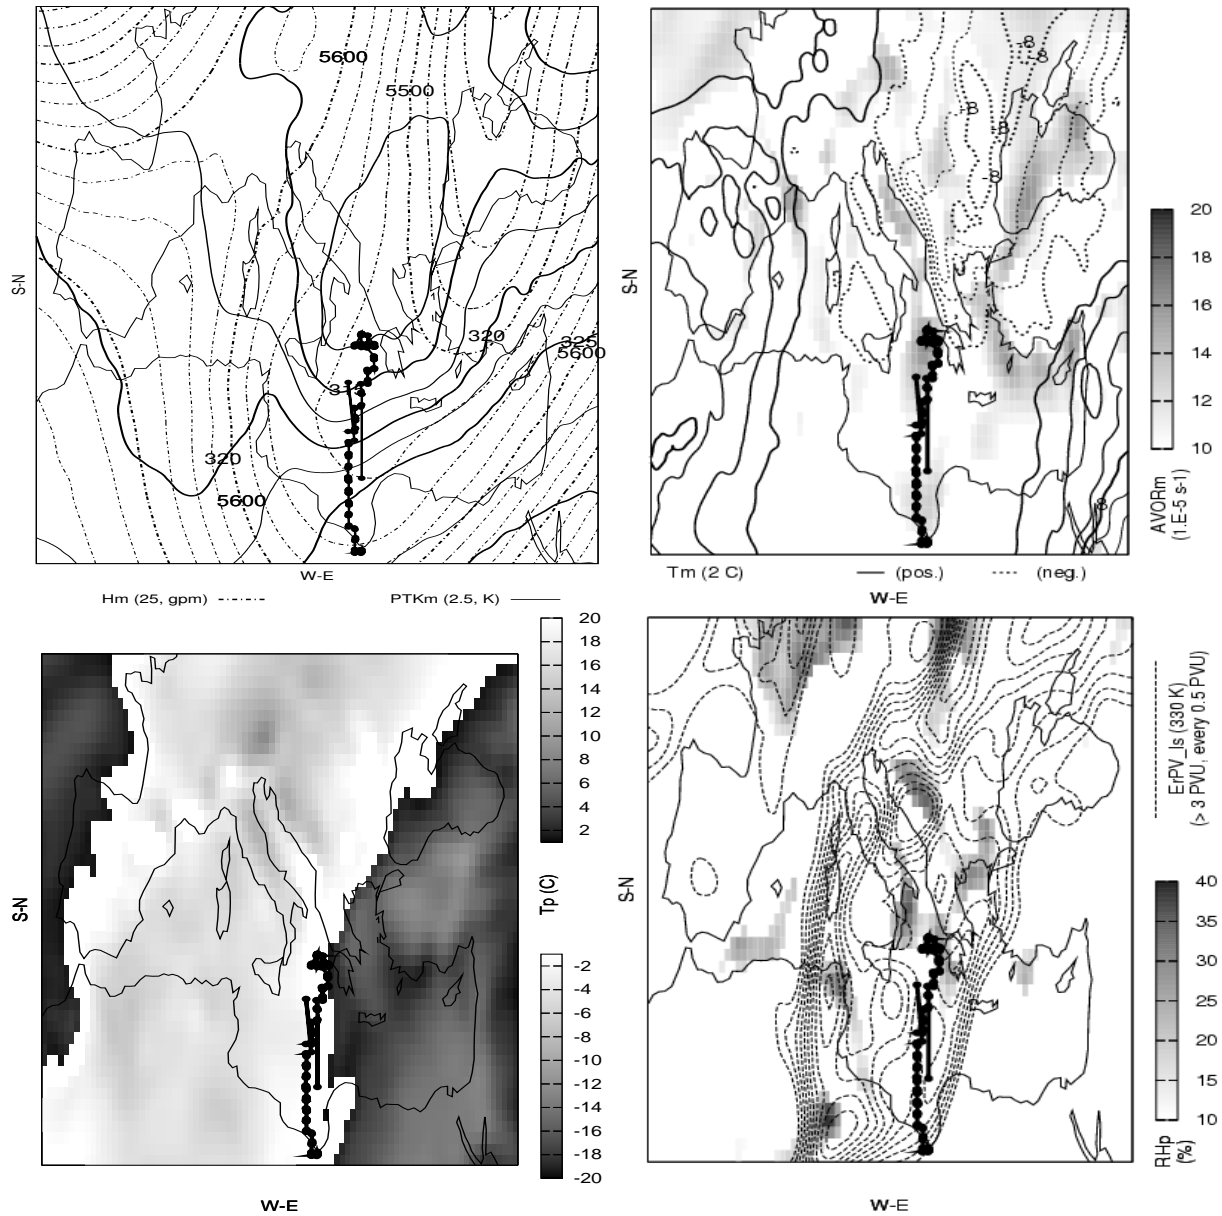 5600
5500
320
325
5600
320
5600
S-N
W-E
Hm (25, gpm)
PTKm (2.5, K)
-8
-8
-8
-8
-8
S-N
20
18
16
14
12
10
AVORm
(1.E-5 s-1)
Tm (2 C)
(pos.)
(neg.)
W-E
20
18
16
14
12
10
8
6
4
2
Tp (C)
-2
-4
-6
-8
-10
-12
-14
-16
-18
-20
S-N
W-E
ErPV_Is (330 K)
(> 3 PVU, every 0.5 PVU)
S-N
40
35
30
25
20
15
10
RHp
(%)
W-E